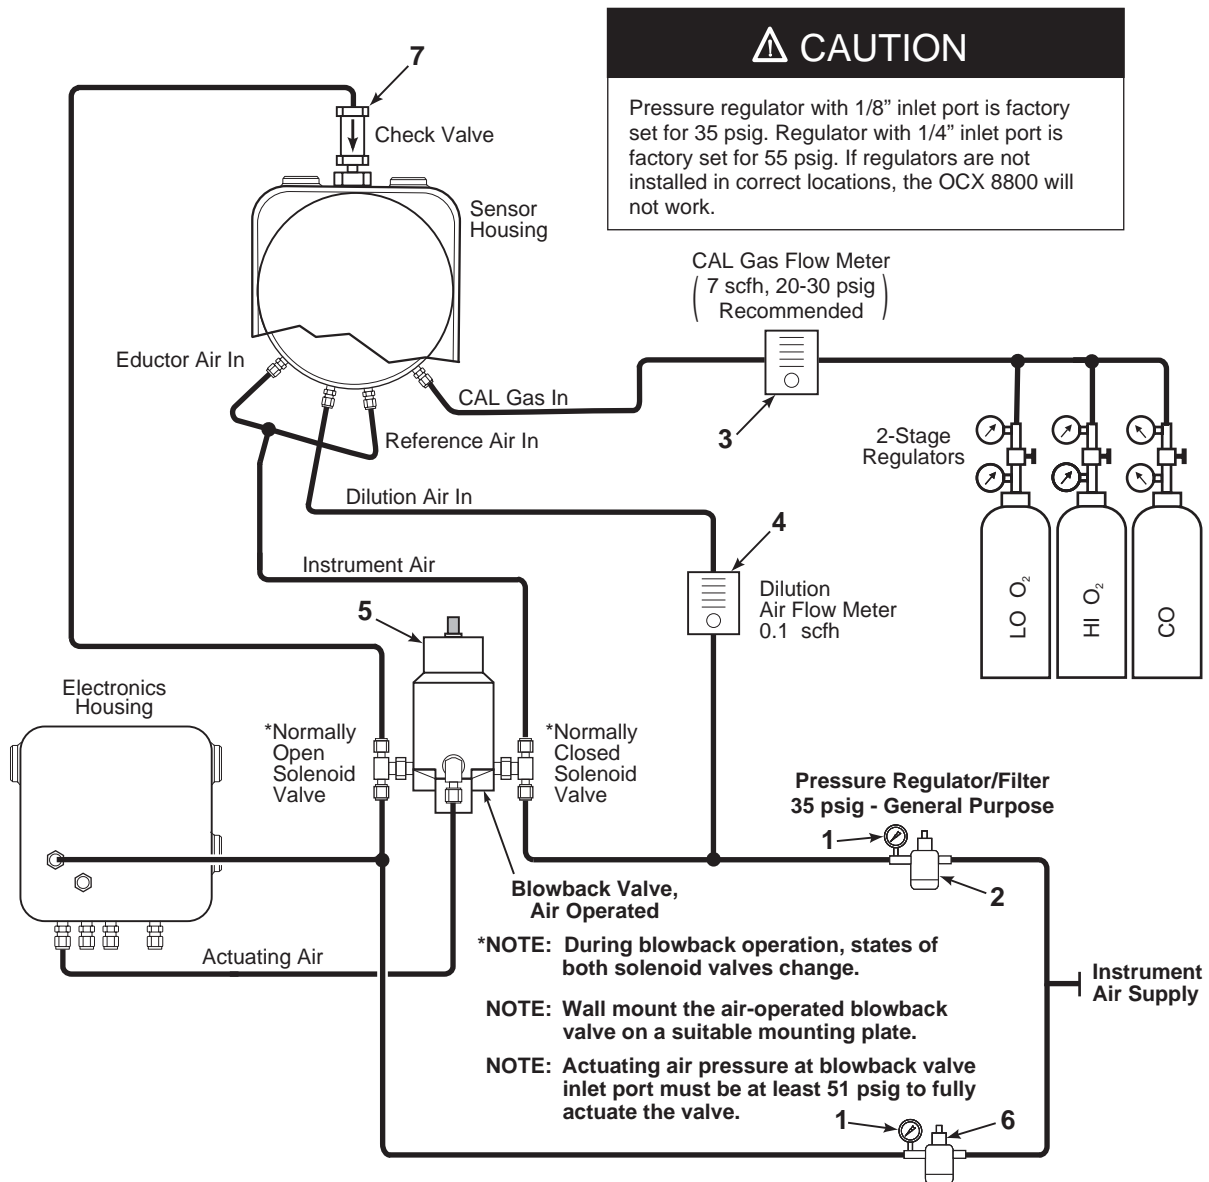 7
CAUTION
Check Valve
Pressure regulator with 1/8” inlet port is factory
set for 35 psig. Regulator with 1/4” inlet port is
factory set for 55 psig. If regulators are not
installed in correct locations, the OCX 8800 will
not work.
Sensor
Housing
CAL Gas Flow Meter
( 7 scfh, 20-30 psig )
Recommended
Eductor Air In
CAL Gas In
3
Reference Air In
2-Stage
Regulators
Dilution Air In
4
Instrument Air
Dilution
Air Flow Meter
0.1 scfh
LO O2
HI O2
CO
5
Electronics
Housing
*Normally
Open
Solenoid
Valve
*Normally
Closed
Solenoid
Valve
Pressure Regulator/Filter
35 psig - General Purpose
1
2
Blowback Valve,
Air Operated
*NOTE: During blowback operation, states of
both solenoid valves change.
Actuating Air
Instrument
Air Supply
NOTE: Wall mount the air-operated blowback
valve on a suitable mounting plate.
NOTE: Actuating air pressure at blowback valve
inlet port must be at least 51 psig to fully
actuate the valve.
1
6